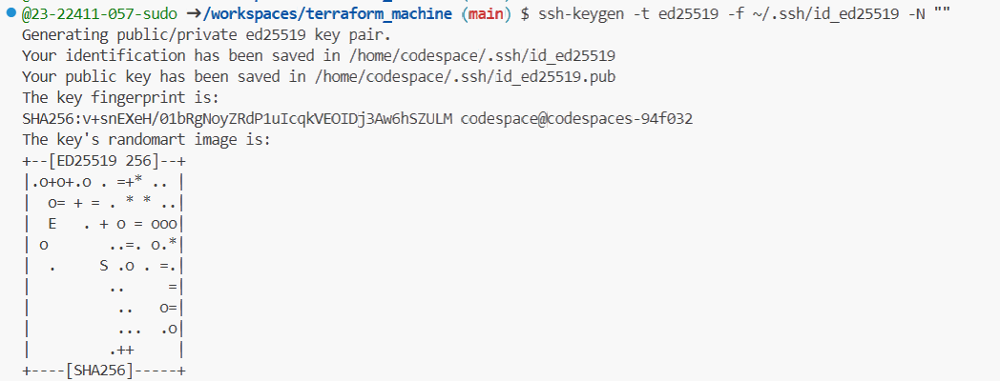 @23-22411-057-sudo ➜/workspaces/terraform_machine (main) $ ssh-keygen -t ed25519 -f ~/.ssh/id_ed25519 -N ""
Generating public/private ed25519 key pair.
Your identification has been saved in /home/codespace/.ssh/id_ed25519
Your public key has been saved in /home/codespace/.ssh/id_ed25519.pub
The key fingerprint is:
SHA256:v+snEXeH/01bRgNoyZRdP1uIcqkVEOIDj3Aw6hSZULM codespace@codespaces-94f032
The key's randomart image is:
+--[ED25519 256]--+
|.o+o+.o . =+* .. |
|  o= + = . * * ..|
|  E   . + o = ooo|
| o       ..=. o.*|
|  .     S .o . =.|
|         ..     =|
|          ..   o=|
|          ...  .o|
|         .++     |
+----[SHA256]-----+